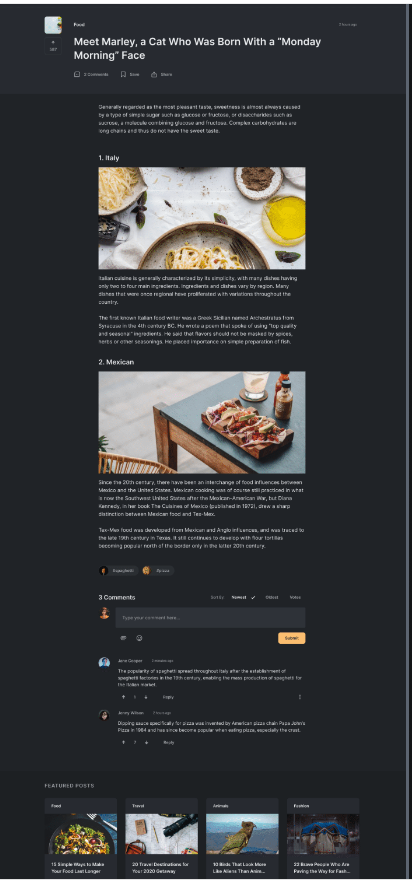 Food
Meet Marley, a Cat Who Was Born With a "Monday
Morning" Face
3 Comments
Save
Share
Generally regarded as the most pleasant taste, sweetness is almost always caused
by a type of simple sugar such as glucose or fructose, or disaccharides such as
sucrose, a molecule combining glucose and fructose. Complex carbohydrates are
long chains and thus do not have the sweet taste.
1. Italy
Italian cuisine is generally characterized by its simplicity, with many dishes having
only two to four main ingredients. Ingredients and dishes vary by region. Many
dishes that were once regional have proliferated with variations throughout the
country.
The first known Italian food writer was a Greek Sicilian named Archestratus from
Syracuse in the 4th century BC. He wrote a poem that spoke of using "top quality
and seasonal" ingredients. He said that flavors should not be masked by spices,
herbs or other seasonings. He placed importance on simple preparation of fish.
2. Mexican
Since the 20th century, there have been an interchange of food influences between
Mexico and the United States. Mexican cooking was of course still practiced in what
is now the Southwest United States after the Mexican-American War, but Diana
Kennedy, in her book The Cuisines of Mexico (published in 1972), drew a sharp
distinction between Mexican food and Tex-Mex.
Tex-Mex food was developed from Mexican and Anglo influences, and was traced to
the late 19th century in Texas. It still continues to develop with flour tortillas
becoming popular north of the border only in the latter 20th century.
#spaghetti
#pizza
3 Comments
Sort By
Newest
Oldest
Votes
Type your comment here...
Submit
Jane Cooper
The popularity of spaghetti spread throughout Italy after the establishment of
spaghetti factories in the 19th century, enabling the mass production of spaghetti for
the Italian market.
Reply
Jenny Wilson
Dipping sauce specifically for pizza was invented by American pizza chain Papa John's
Pizza in 1984 and has since become popular when eating pizza, especially the crust.
Reply
FEATURED POSTS
Food
Travel
Animals
Fashion
15 Simple Ways to Make
Your Food Last Longer
20 Travel Destinations for
Your 2020 Getaway
10 Birds That Look More
Like Aliens Than Anim...
22 Brave People Who Are
Paving the Way for Fash...